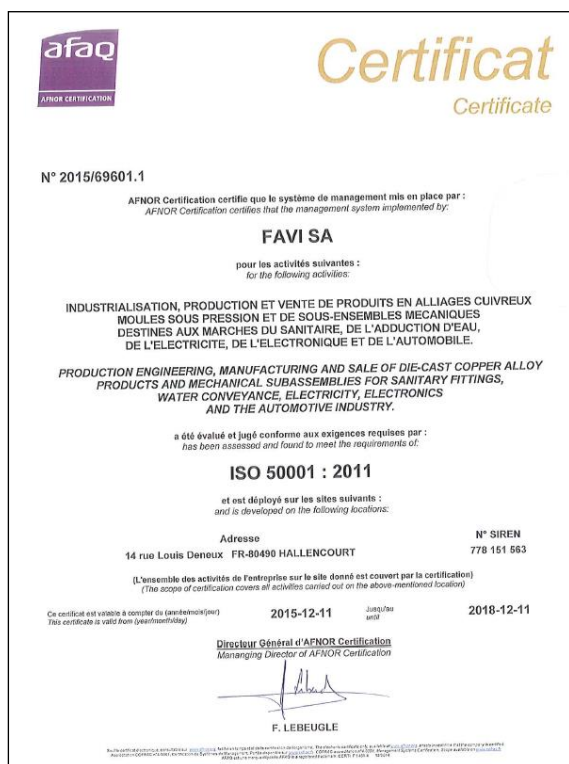 afaq
AFNOR CERTIFICATION
Certificat
Certificate
N° 2015/69601.1
AFNOR Certification certifie que le système de management mis en place par :
AFNOR Certification certifies that the management system implemented by:
FAVI SA
pour les activités suivantes :
for the following activities:
INDUSTRIALISATION, PRODUCTION ET VENTE DE PRODUITS EN ALLIAGES CUIVREUX
MOULES SOUS PRESSION ET DE SOUS-ENSEMBLES MECANIQUES
DESTINES AUX MARCHES DU SANITAIRE, DE L'ADDUCTION D'EAU,
DE L'ELECTRICITE, DE L'ELECTRONIQUE ET DE L'AUTOMOBILE.
PRODUCTION ENGINEERING, MANUFACTURING AND SALE OF DIE-CAST COPPER ALLOY
PRODUCTS AND MECHANICAL SUBASSEMBLIES FOR SANITARY FITTINGS,
WATER CONVEYANCE, ELECTRICITY, ELECTRONICS
AND THE AUTOMOTIVE INDUSTRY.
a été évalué et jugé conforme aux exigences requises par :
has been assessed and found to meet the requirements of:
ISO 50001 : 2011
et est déployé sur les sites suivants :
and is developed on the following locations:
Adresse N° SIREN
14 rue Louis Deneux FR-80490 HALLENCOURT 778 151 563
(L'ensemble des activités de l'entreprise sur le site donné est couvert par la certification)
(The scope of certification covers all activities carried out on the above-mentioned location)
Ce certificat est valable à compter du (année/mois/jour) 2015-12-11 Jusqu'au 2018-12-11
This certificate is valid from (year/month/day) until
Directeur Général d'AFNOR Certification
Mananging Director of AFNOR Certification
F. LEBEUGLE